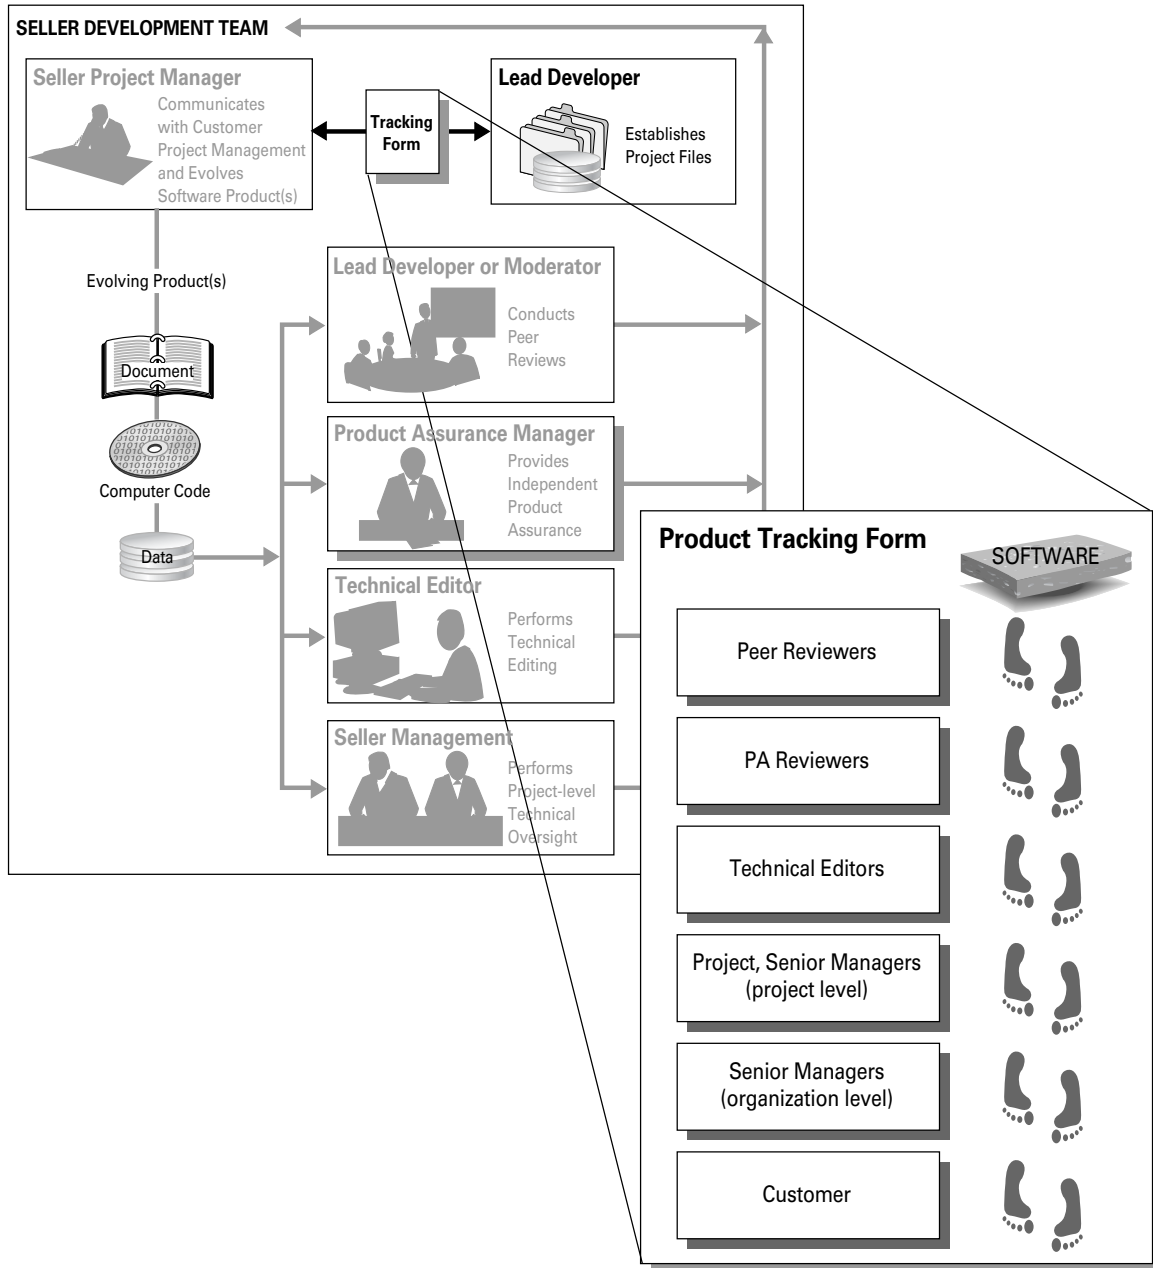 SELLER DEVELOPMENT TEAM
Seller Project Manager
Communicates
with Customer
Project Management
and Evolves
Software Product(s)
Tracking
Form
Lead Developer
Establishes
Project Files
Evolving Product(s)
Document
Computer Code
Data
Lead Developer or Moderator
Conducts
Peer
Reviews
Product Assurance Manager
Provides
Independent
Product
Assurance
Technical Editor
Performs
Technical
Editing
Seller Management
Performs
Project-level
Technical
Oversight
Product Tracking Form
SOFTWARE
Peer Reviewers
PA Reviewers
Technical Editors
Project, Senior Managers
(project level)
Senior Managers
(organization level)
Customer